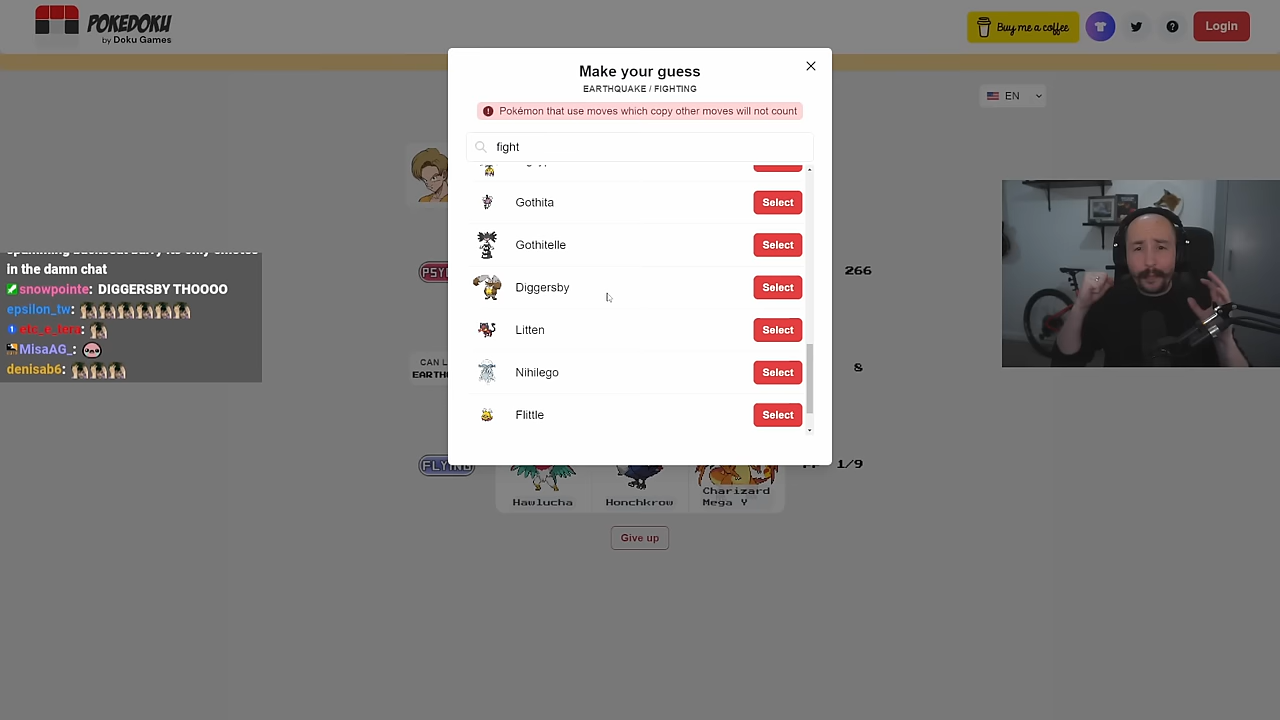 POKEDOKU
by Doku Games
Buy me a coffee
Login
Make your guess
EARTHQUAKE / FIGHTING
Pokémon that use moves which copy other moves will not count
EN
fight
Select
Gothita
Select
Gothitelle
Select
Diggersby
Select
Litten
Select
Nihilego
Select
Flittle
Select
in the damn chat
snowpointe: DIGGERSBY THOOOO
epsilon_tw:
MisaAG_:
denisab6:
PSY
266
CAN L
EARTH
8
FLYING
1/9
Hawlucha
Honchkrow
Charizard
Mega Y
Give up